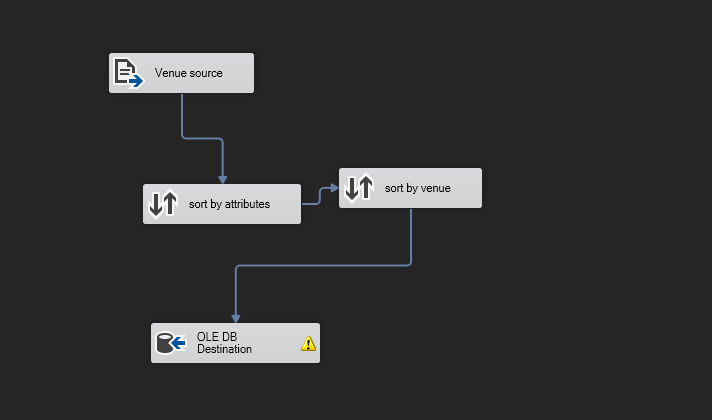 Venue source
sort by attributes
sort by venue
OLE DB
Destination